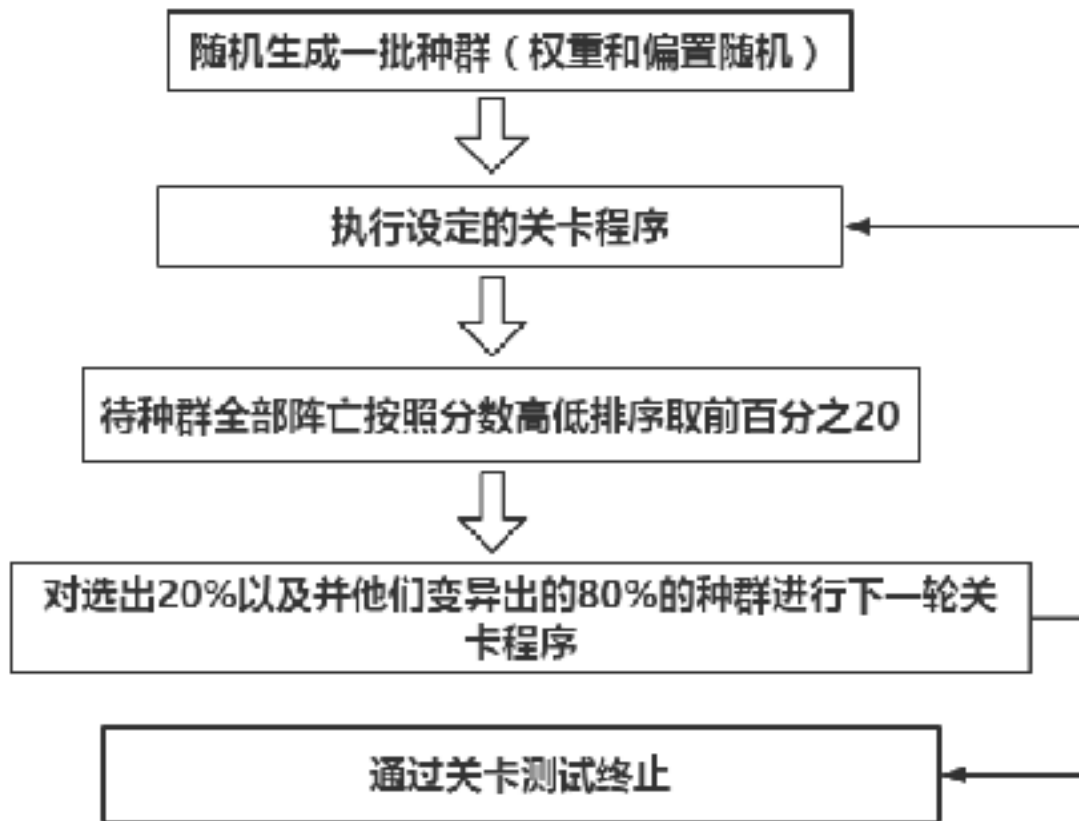 随机生成一批种群（权重和偏置随机）
执行设定的关卡程序
待种群全部阵亡按照分数高低排序取前百分之20
对选出20%以及并他们变异出的80%的种群进行下一轮关
卡程序
通过关卡测试终止